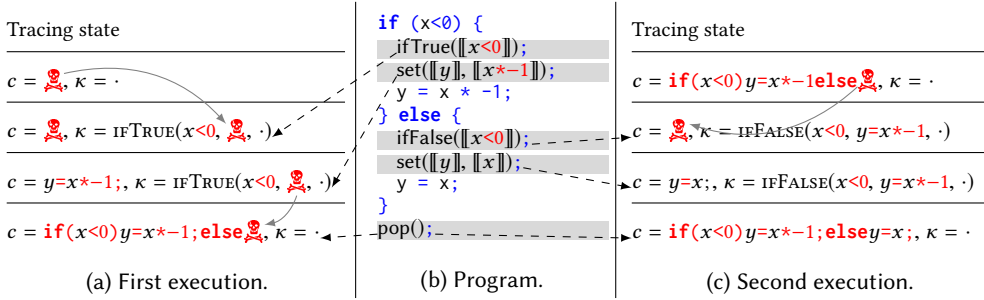 Tracing state
c = ☠, κ = ·
c = ☠, κ = IFTRUE(x<0, ☠, ·)
c = y=x*-1;, κ = IFTRUE(x<0, ☠, ·)
c = if(x<0)y=x*-1;else☠, κ = ·
(a) First execution.
if (x<0) {
ifTrue(⟦x<0⟧);
set(⟦y⟧, ⟦x*-1⟧);
y = x * -1;
} else {
ifFalse(⟦x<0⟧);
set(⟦y⟧, ⟦x⟧);
y = x;
}
pop();
(b) Program.
Tracing state
c = if(x<0)y=x*-1else☠, κ = ·
c = ☠, κ = IFFALSE(x<0, y=x*-1, ·)
c = y=x;, κ = IFFALSE(x<0, y=x*-1, ·)
c = if(x<0)y=x*-1;elsey=x;, κ = ·
(c) Second execution.